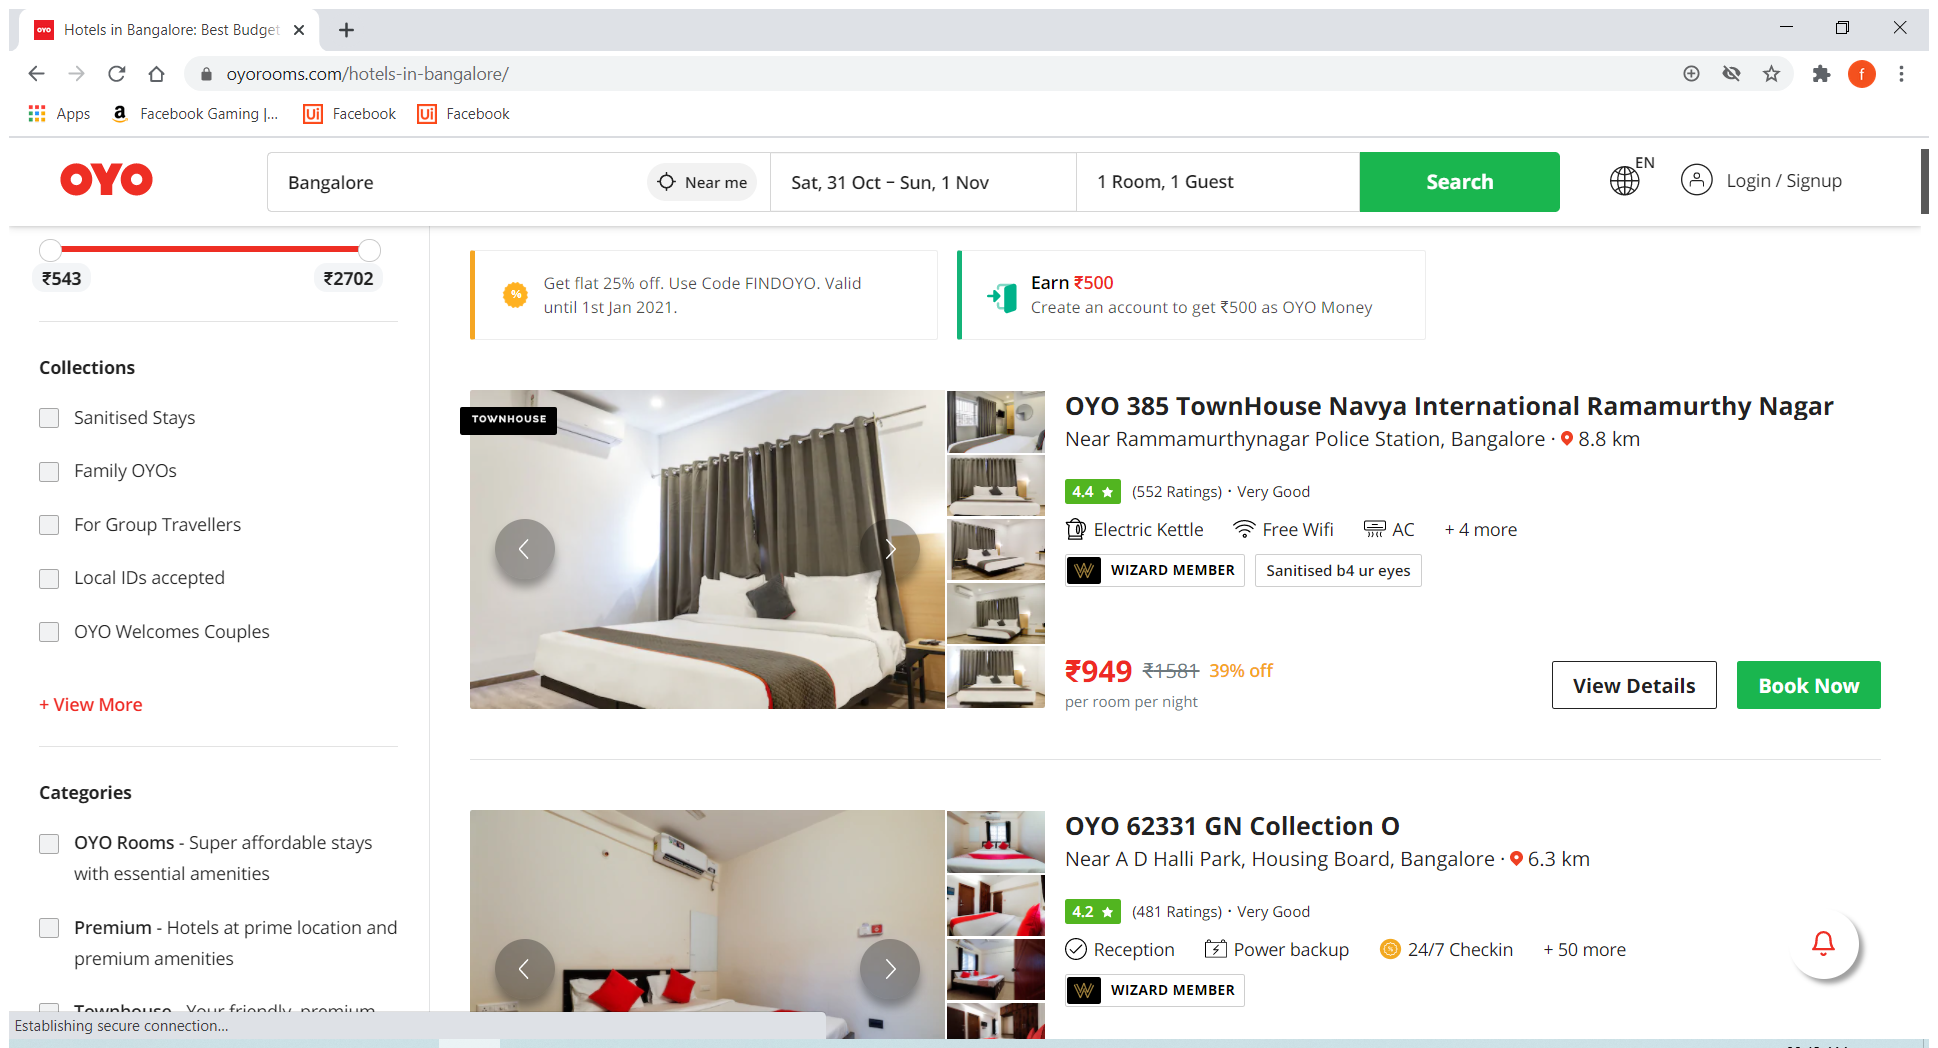 oyo Hotels in Bangalore: Best Budget
oyorooms.com/hotels-in-bangalore/
f
Apps
a Facebook Gaming |...
Ui Facebook
Ui Facebook
OYO
Bangalore
Near me
Sat, 31 Oct – Sun, 1 Nov
1 Room, 1 Guest
Search
EN
Login / Signup
₹543
₹2702
Collections
Sanitised Stays
Family OYOs
For Group Travellers
Local IDs accepted
OYO Welcomes Couples
+ View More
Categories
OYO Rooms - Super affordable stays
with essential amenities
Premium - Hotels at prime location and
premium amenities
Townhouse - Your friendly, premium
Establishing secure connection...
% Get flat 25% off. Use Code FINDOYO. Valid
until 1st Jan 2021.
Earn ₹500
Create an account to get ₹500 as OYO Money
TOWNHOUSE
OYO 385 TownHouse Navya International Ramamurthy Nagar
Near Rammamurthynagar Police Station, Bangalore · 8.8 km
4.4 ★ (552 Ratings) · Very Good
Electric Kettle Free Wifi AC + 4 more
W WIZARD MEMBER Sanitised b4 ur eyes
₹949 ₹1581 39% off
per room per night
View Details
Book Now
OYO 62331 GN Collection O
Near A D Halli Park, Housing Board, Bangalore · 6.3 km
4.2 ★ (481 Ratings) · Very Good
Reception Power backup 24/7 Checkin + 50 more
W WIZARD MEMBER